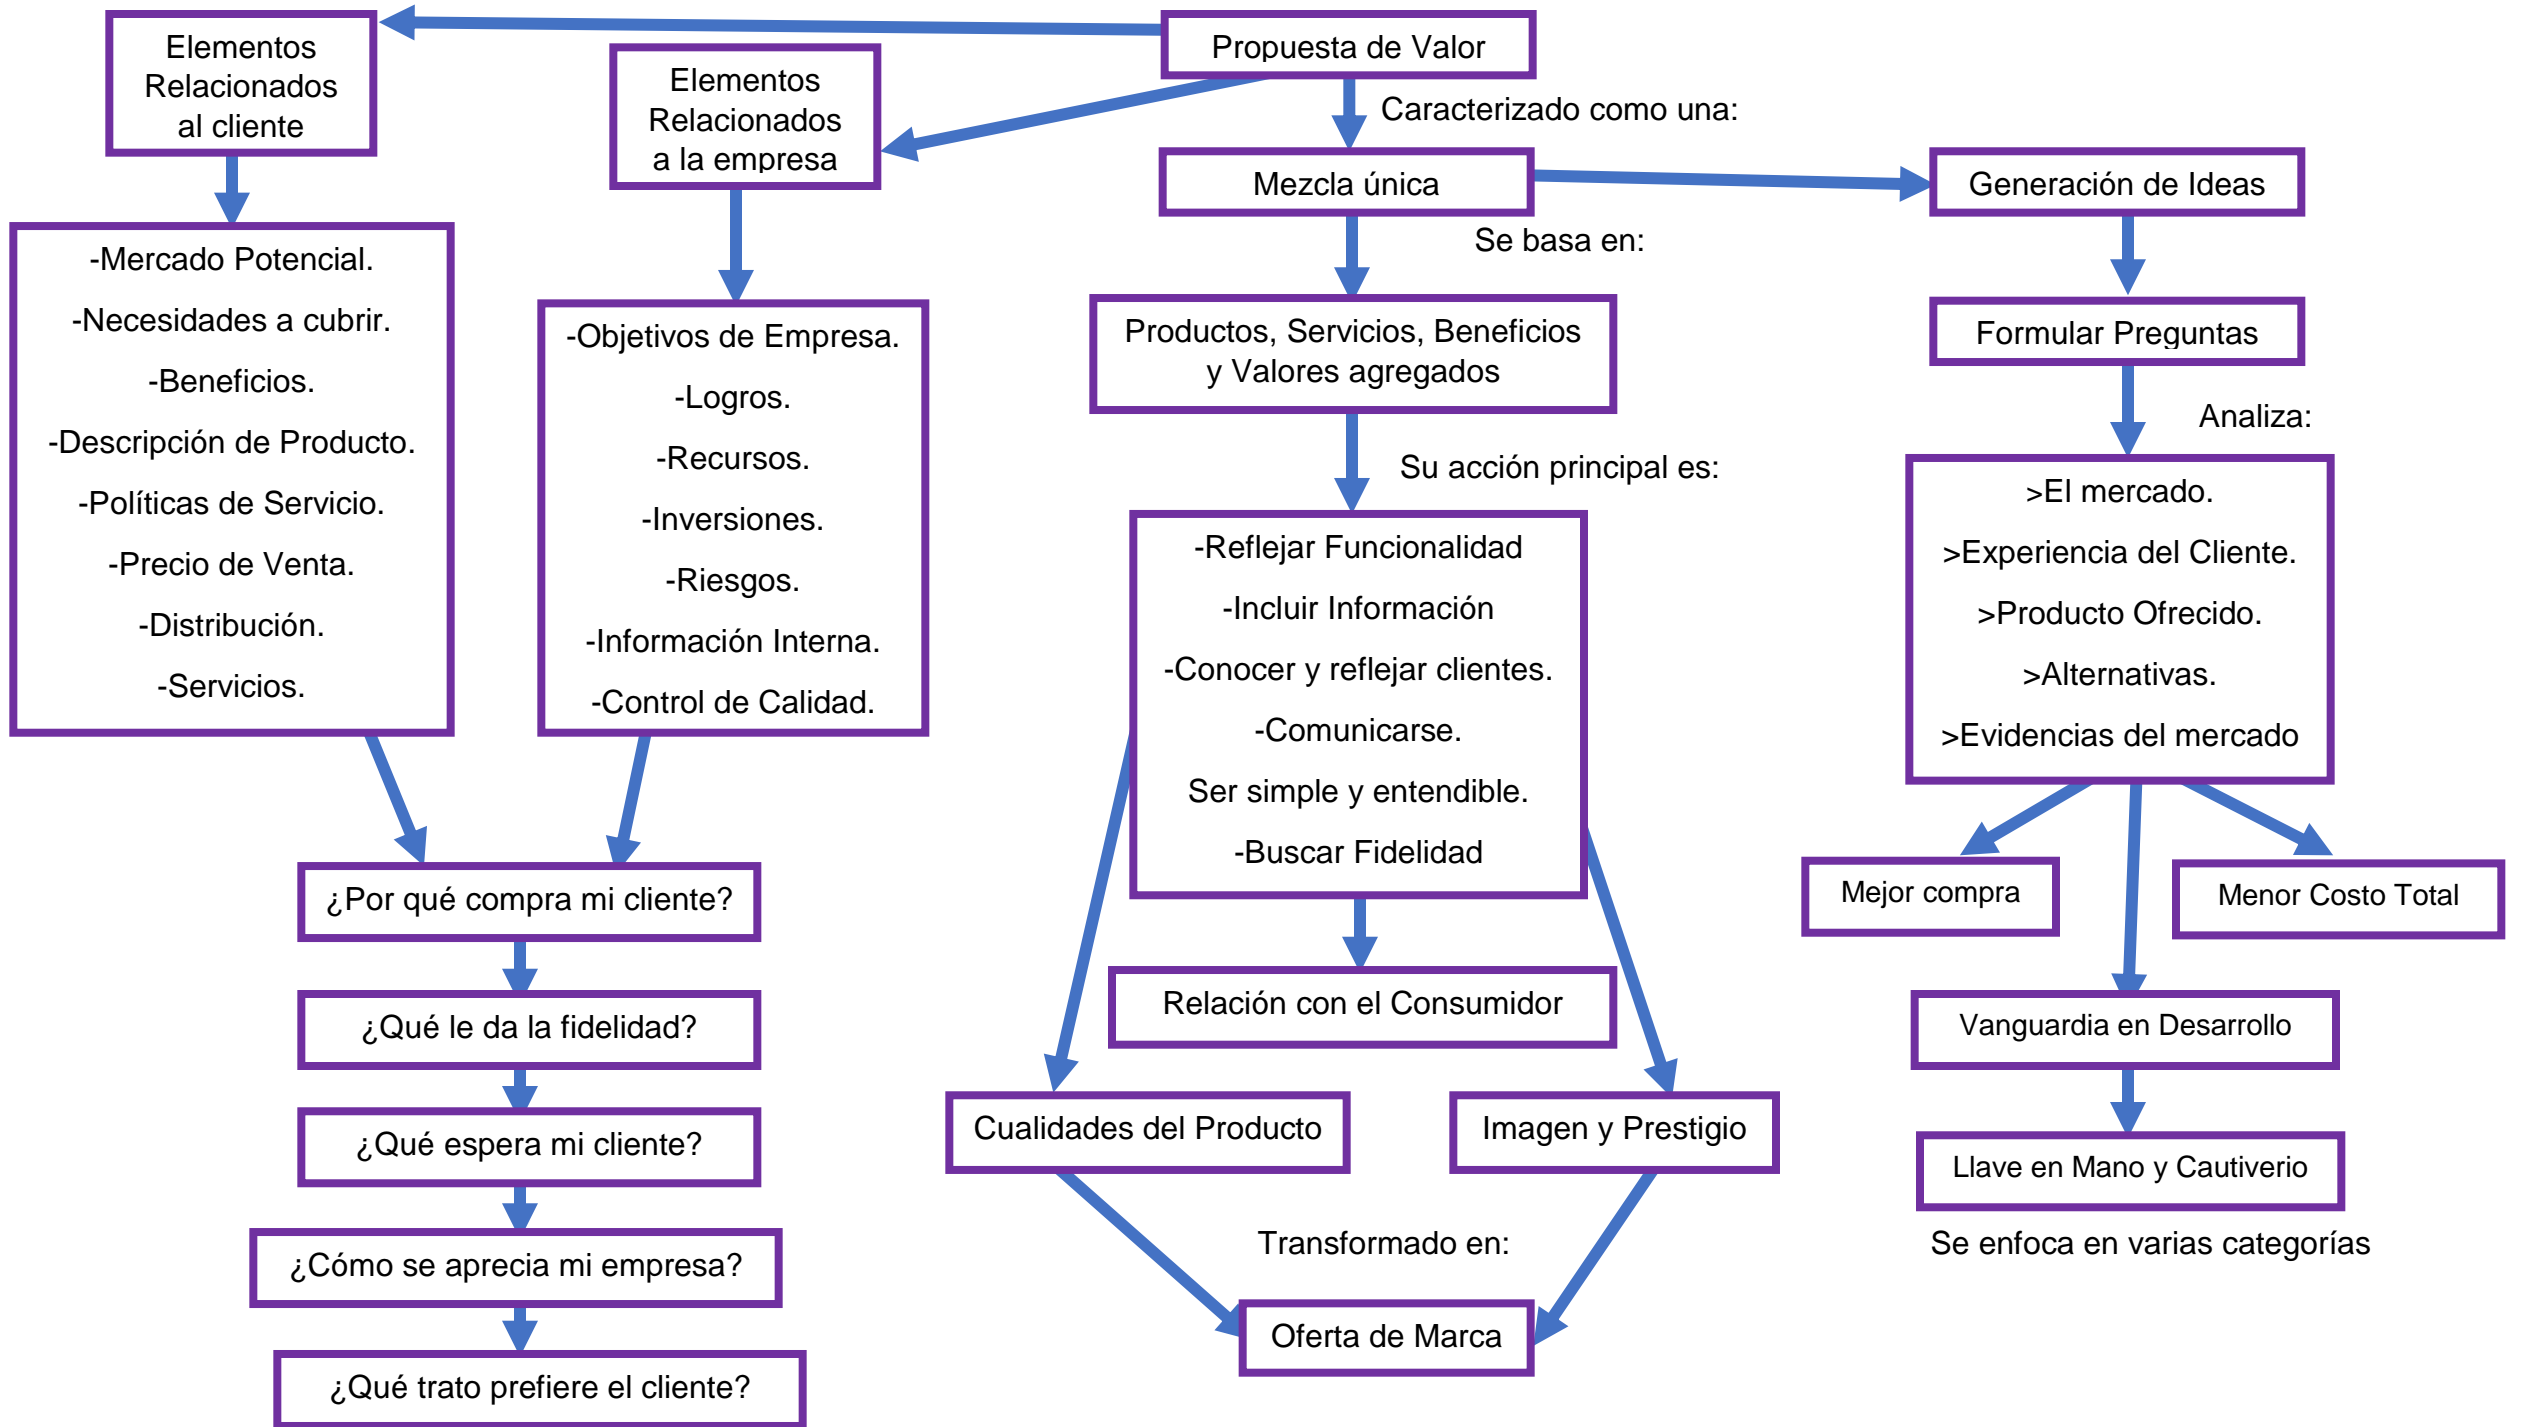 Propuesta de Valor
Elementos
Relacionados
al cliente
Elementos
Relacionados
a la empresa
Caracterizado como una:
Mezcla única
Generación de Ideas
-Mercado Potencial.
-Necesidades a cubrir.
-Beneficios.
-Descripción de Producto.
-Políticas de Servicio.
-Precio de Venta.
-Distribución.
-Servicios.
-Objetivos de Empresa.
-Logros.
-Recursos.
-Inversiones.
-Riesgos.
-Información Interna.
-Control de Calidad.
¿Por qué compra mi cliente?
¿Qué le da la fidelidad?
¿Qué espera mi cliente?
¿Cómo se aprecia mi empresa?
¿Qué trato prefiere el cliente?
Se basa en:
Productos, Servicios, Beneficios
y Valores agregados
Su acción principal es:
-Reflejar Funcionalidad
-Incluir Información
-Conocer y reflejar clientes.
-Comunicarse.
Ser simple y entendible.
-Buscar Fidelidad
Relación con el Consumidor
Cualidades del Producto
Imagen y Prestigio
Transformado en:
Oferta de Marca
Formular Preguntas
Analiza:
>El mercado.
>Experiencia del Cliente.
>Producto Ofrecido.
>Alternativas.
>Evidencias del mercado
Mejor compra
Menor Costo Total
Vanguardia en Desarrollo
Llave en Mano y Cautiverio
Se enfoca en varias categorías